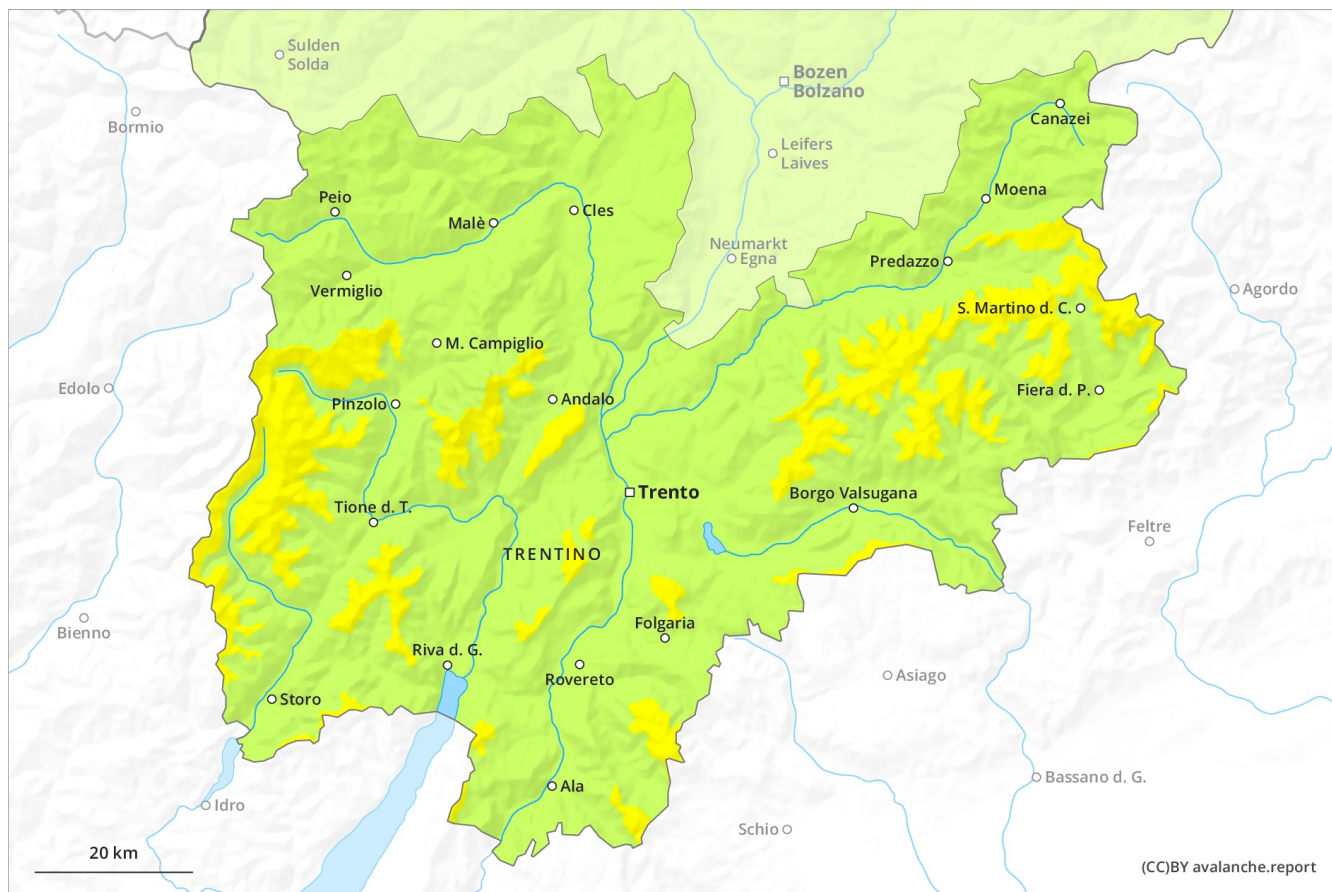 Sulden
Solda
Bozen
Bolzano
Bormio
Canazei
Leifers
Laives
Peio
Malè
Cles
Moena
Neumarkt
Egna
Predazzo
Vermiglio
Agordo
S. Martino d. C.
M. Campiglio
Edolo
Pinzolo
Andalo
Fiera d. P.
Trento
Borgo Valsugana
Tione d. T.
Feltre
TRENTINO
Bienno
Folgaria
Riva d. G.
Rovereto
Asiago
Storo
Bassano d. G.
Ala
Idro
Schio
20 km
(CC)BY avalanche.report